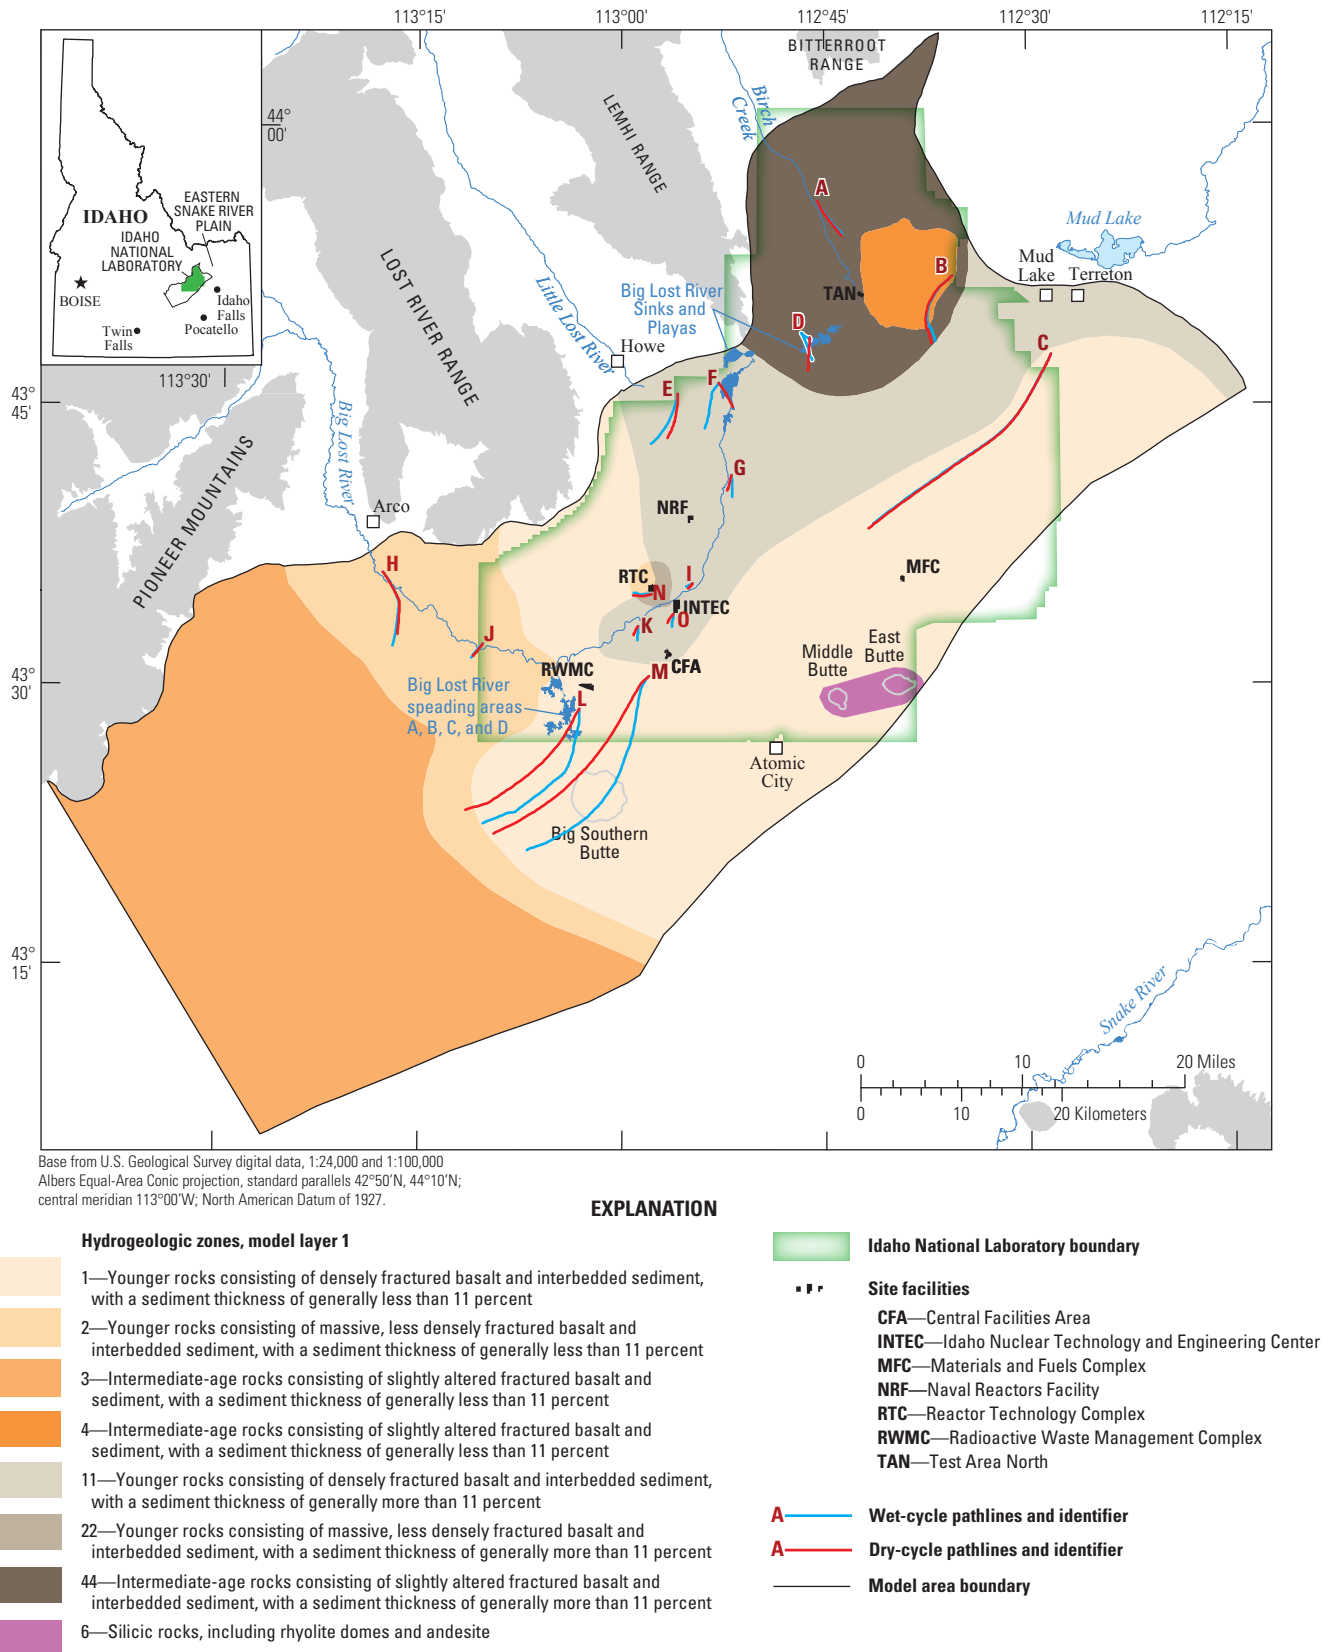 113°15'
113°00'
112°45'
112°30'
112°15'
BITTERROOT
RANGE
Birch
Creek
44°
00'
LEMHI RANGE
EASTERN
SNAKE RIVER
PLAIN
IDAHO
IDAHO
NATIONAL
LABORATORY
BOISE
Idaho
Falls
Pocatello
Twin
Falls
113°30'
A
Mud Lake
Mud
Lake
Terreton
LOST RIVER RANGE
Little Lost River
Big Lost River
Sinks and
Playas
TAN
B
D
C
Howe
43°
45'
E
F
Big Lost River
PIONEER MOUNTAINS
G
Arco
NRF
H
RTC
I
N
MFC
INTEC
O
K
J
CFA
M
RWMC
L
43°
30'
Big Lost River
speading areas
A, B, C, and D
Middle
Butte
East
Butte
Atomic
City
Big Southern
Butte
43°
15'
Snake River
0
10
20 Miles
0
10
20 Kilometers
Base from U.S. Geological Survey digital data, 1:24,000 and 1:100,000
Albers Equal-Area Conic projection, standard parallels 42°50'N, 44°10'N;
central meridian 113°00'W; North American Datum of 1927.
EXPLANATION
Hydrogeologic zones, model layer 1
1—Younger rocks consisting of densely fractured basalt and interbedded sediment,
with a sediment thickness of generally less than 11 percent
2—Younger rocks consisting of massive, less densely fractured basalt and
interbedded sediment, with a sediment thickness of generally less than 11 percent
3—Intermediate-age rocks consisting of slightly altered fractured basalt and
sediment, with a sediment thickness of generally less than 11 percent
4—Intermediate-age rocks consisting of slightly altered fractured basalt and
sediment, with a sediment thickness of generally less than 11 percent
11—Younger rocks consisting of densely fractured basalt and interbedded sediment,
with a sediment thickness of generally more than 11 percent
22—Younger rocks consisting of massive, less densely fractured basalt and
interbedded sediment, with a sediment thickness of generally more than 11 percent
44—Intermediate-age rocks consisting of slightly altered fractured basalt and
interbedded sediment, with a sediment thickness of generally more than 11 percent
6—Silicic rocks, including rhyolite domes and andesite
Idaho National Laboratory boundary
Site facilities
CFA—Central Facilities Area
INTEC—Idaho Nuclear Technology and Engineering Center
MFC—Materials and Fuels Complex
NRF—Naval Reactors Facility
RTC—Reactor Technology Complex
RWMC—Radioactive Waste Management Complex
TAN—Test Area North
A
Wet-cycle pathlines and identifier
A
Dry-cycle pathlines and identifier
Model area boundary